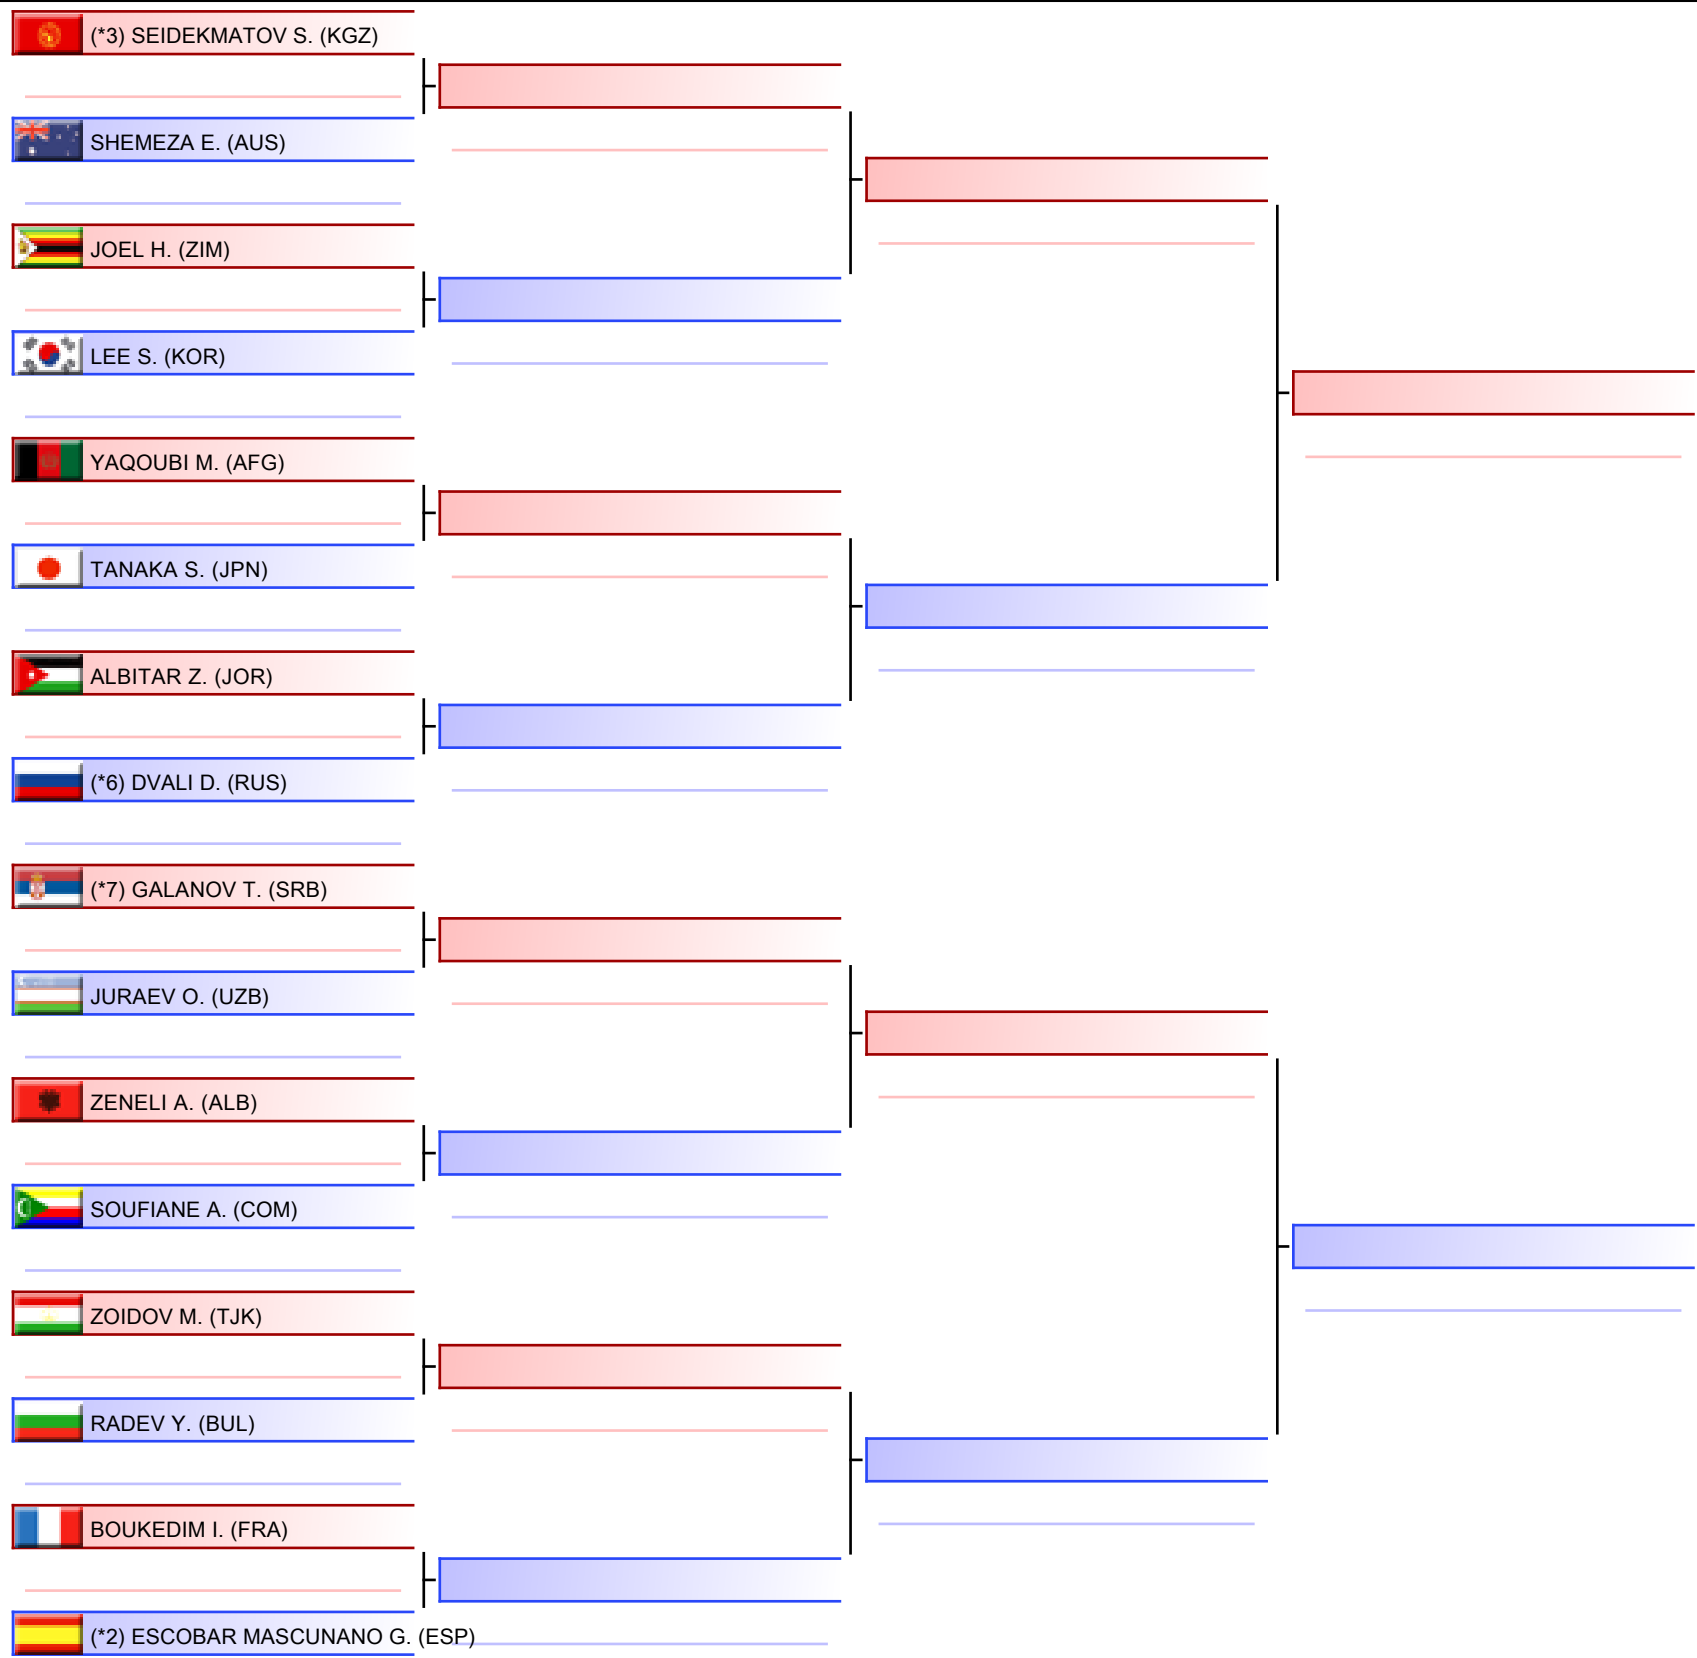 (*3) SEIDEKMATOV S. (KGZ)
SHEMEZA E. (AUS)
JOEL H. (ZIM)
LEE S. (KOR)
YAQOUBI M. (AFG)
TANAKA S. (JPN)
ALBITAR Z. (JOR)
(*6) DVALI D. (RUS)
(*7) GALANOV T. (SRB)
JURAEV O. (UZB)
ZENELI A. (ALB)
SOUFIANE A. (COM)
ZOIDOV M. (TJK)
RADEV Y. (BUL)
BOUKEDIM I. (FRA)
(*2) ESCOBAR MASCUNANO G. (ESP)